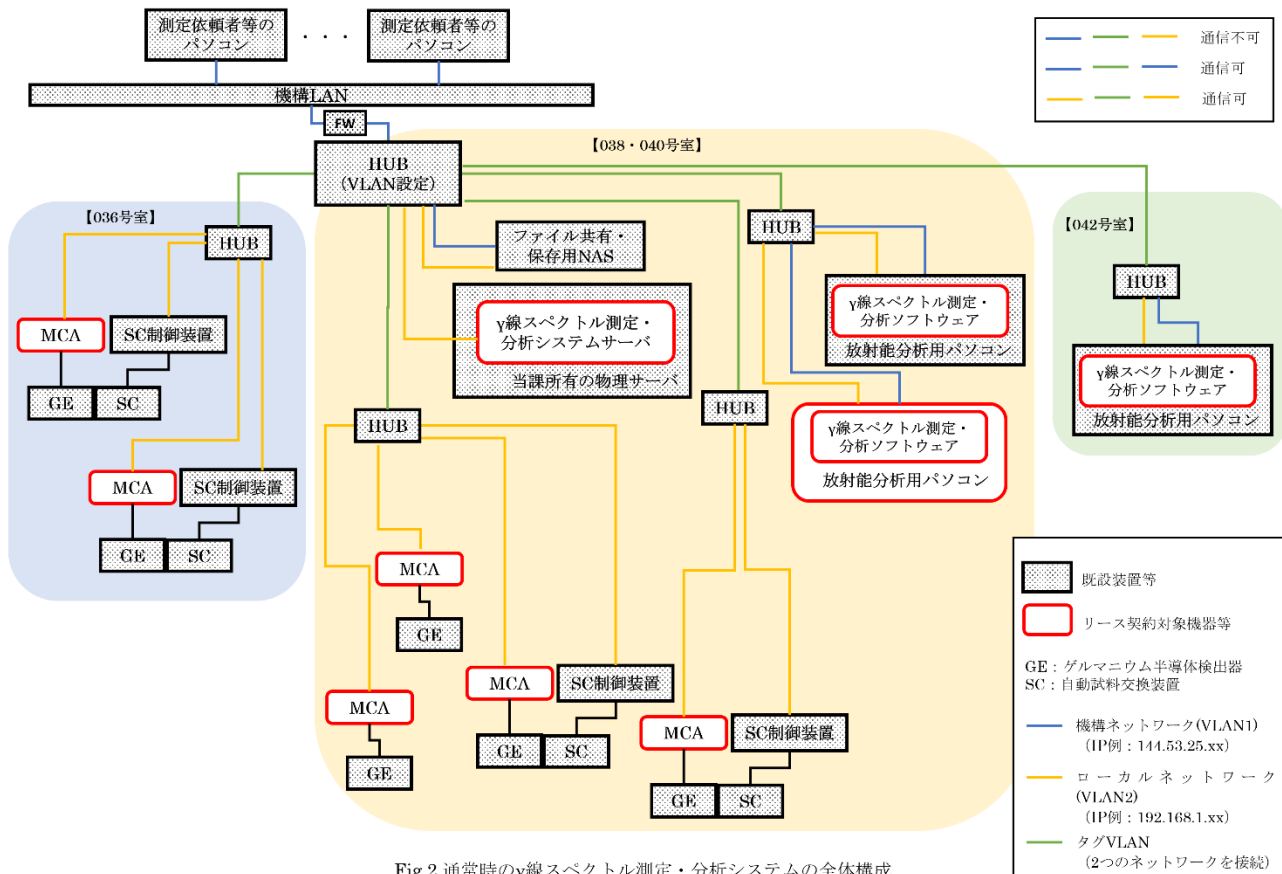 測定依頼者等の
パソコン
・・・
測定依頼者等の
パソコン
機構LAN
FW
通信不可
通信可
通信可
【038・040号室】
HUB
(VLAN設定)
【036号室】
HUB
MCA
SC制御装置
GE
SC
MCA
SC制御装置
GE
SC
ファイル共有・
保存用NAS
γ線スペクトル測定・
分析システムサーバ
当課所有の物理サーバ
HUB
γ線スペクトル測定・
分析ソフトウェア
放射能分析用パソコン
γ線スペクトル測定・
分析ソフトウェア
放射能分析用パソコン
HUB
HUB
MCA
GE
MCA
GE
MCA
SC制御装置
GE
SC
MCA
SC制御装置
GE
SC
【042号室】
HUB
γ線スペクトル測定・
分析ソフトウェア
放射能分析用パソコン
既設装置等
リース契約対象機器等
GE：ゲルマニウム半導体検出器
SC：自動試料交換装置
機構ネットワーク(VLAN1)
（IP例：144.53.25.xx）
ローカルネットワーク
(VLAN2)
（IP例：192.168.1.xx）
タグVLAN
（2つのネットワークを接続）
Fig.2 通常時のγ線スペクトル測定・分析システムの全体構成